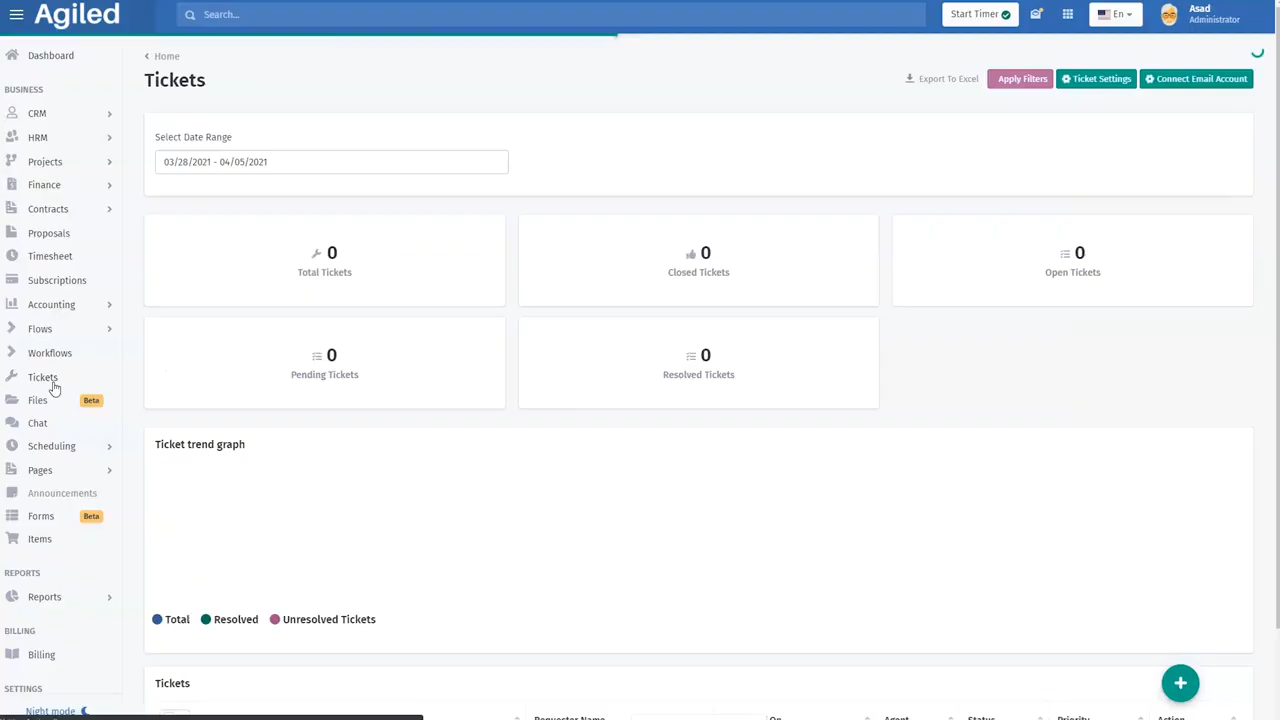 Agiled
Search...
Start Timer
En
Asad
Administrator
Dashboard
BUSINESS
CRM
HRM
Projects
Finance
Contracts
Proposals
Timesheet
Subscriptions
Accounting
Flows
Workflows
Tickets
Files Beta
Chat
Scheduling
Pages
Announcements
Forms Beta
Items
REPORTS
Reports
BILLING
Billing
SETTINGS
Night mode
Home
Tickets
Export To Excel
Apply Filters
Ticket Settings
Connect Email Account
Select Date Range
03/28/2021 - 04/05/2021
0
Total Tickets
0
Closed Tickets
0
Open Tickets
0
Pending Tickets
0
Resolved Tickets
Ticket trend graph
Total Resolved Unresolved Tickets
Tickets
Requester Name On Agent Status Priority Action